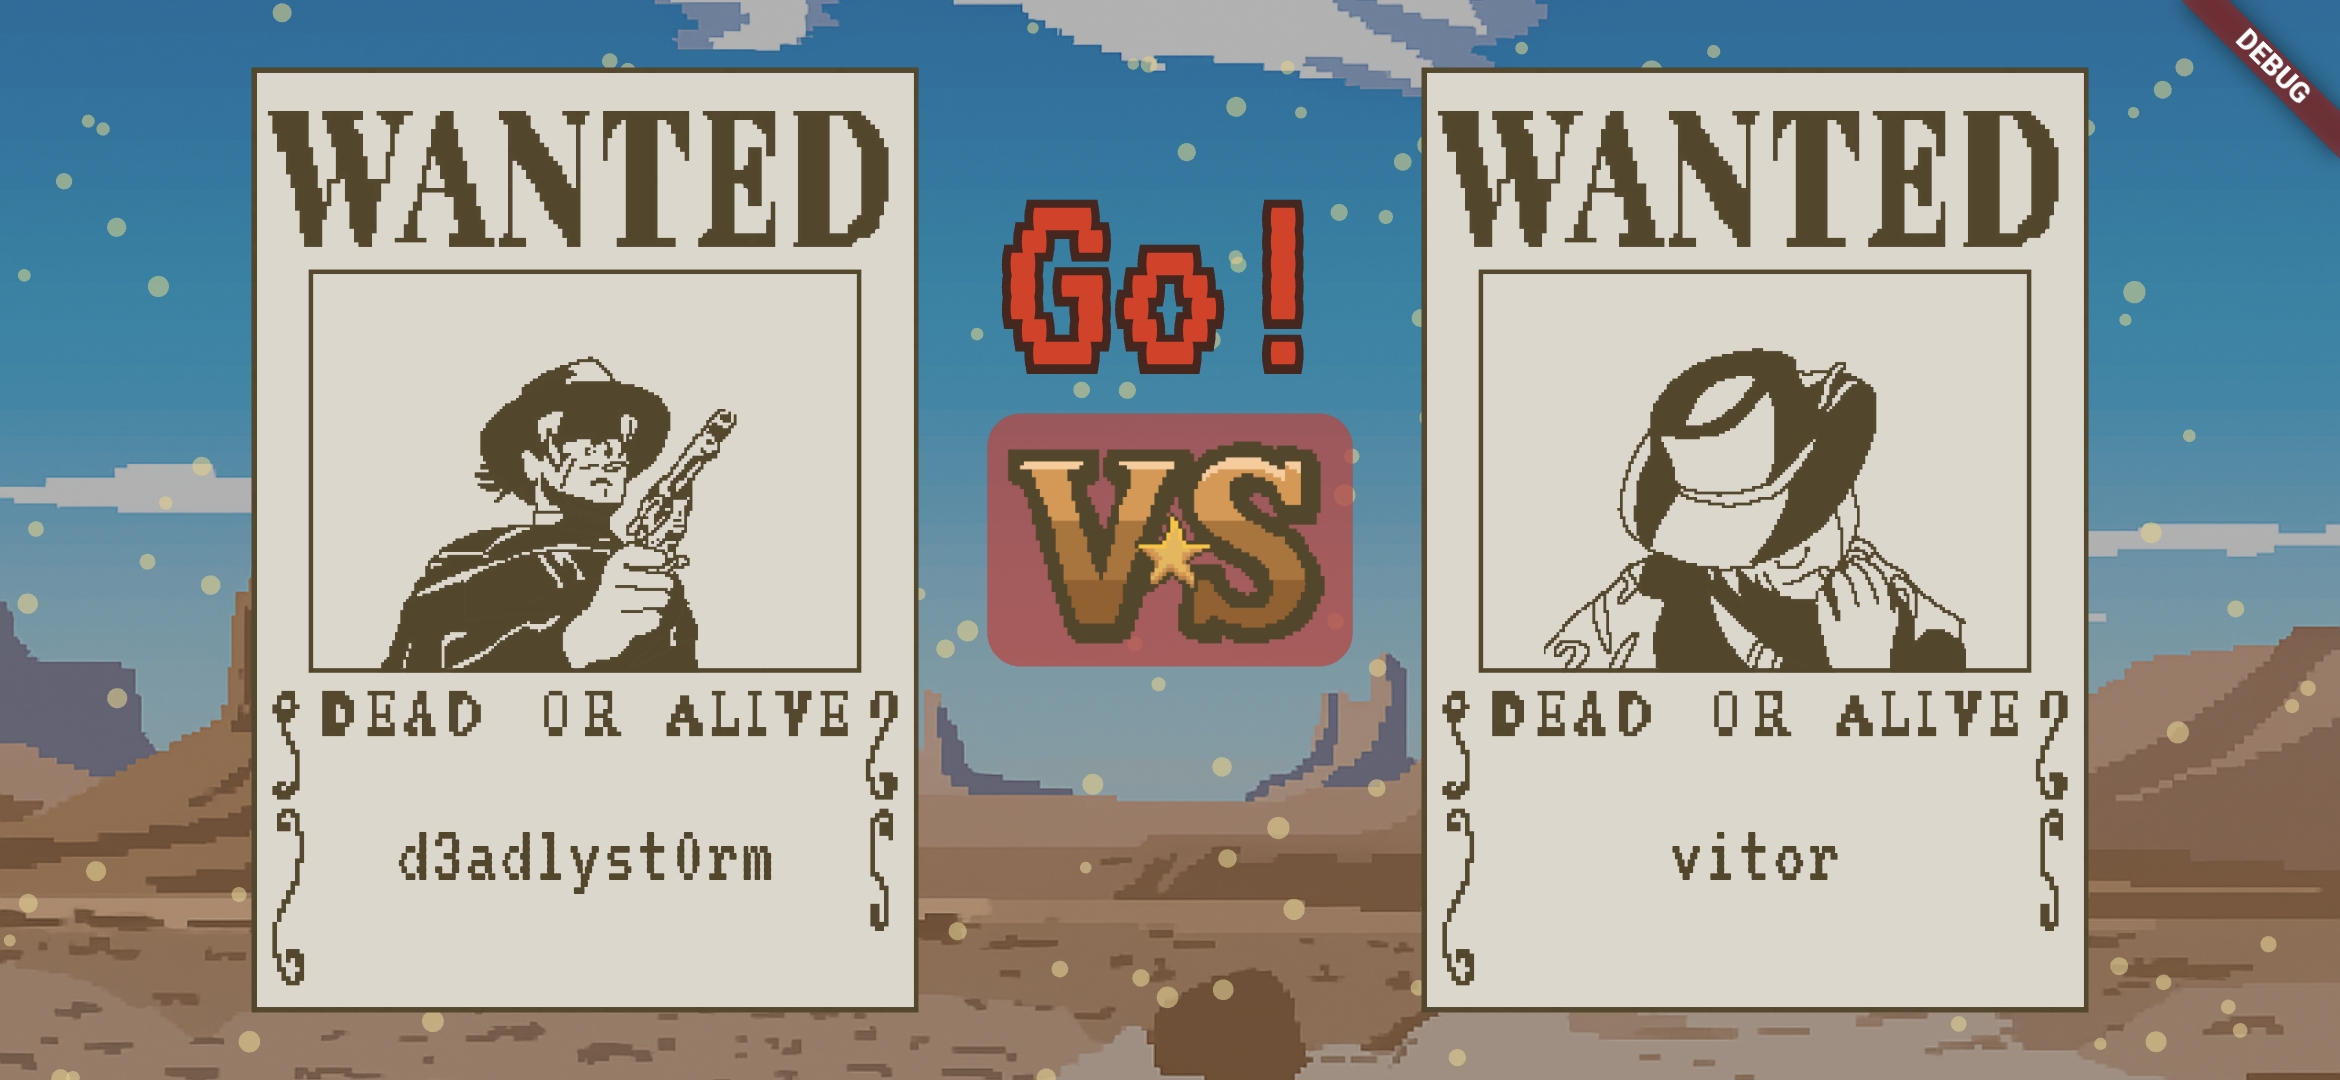 WANTED
DEAD OR ALIVE
d3adlyst0rm
Go!
VS
WANTED
DEAD OR ALIVE
vitor
DEBUG